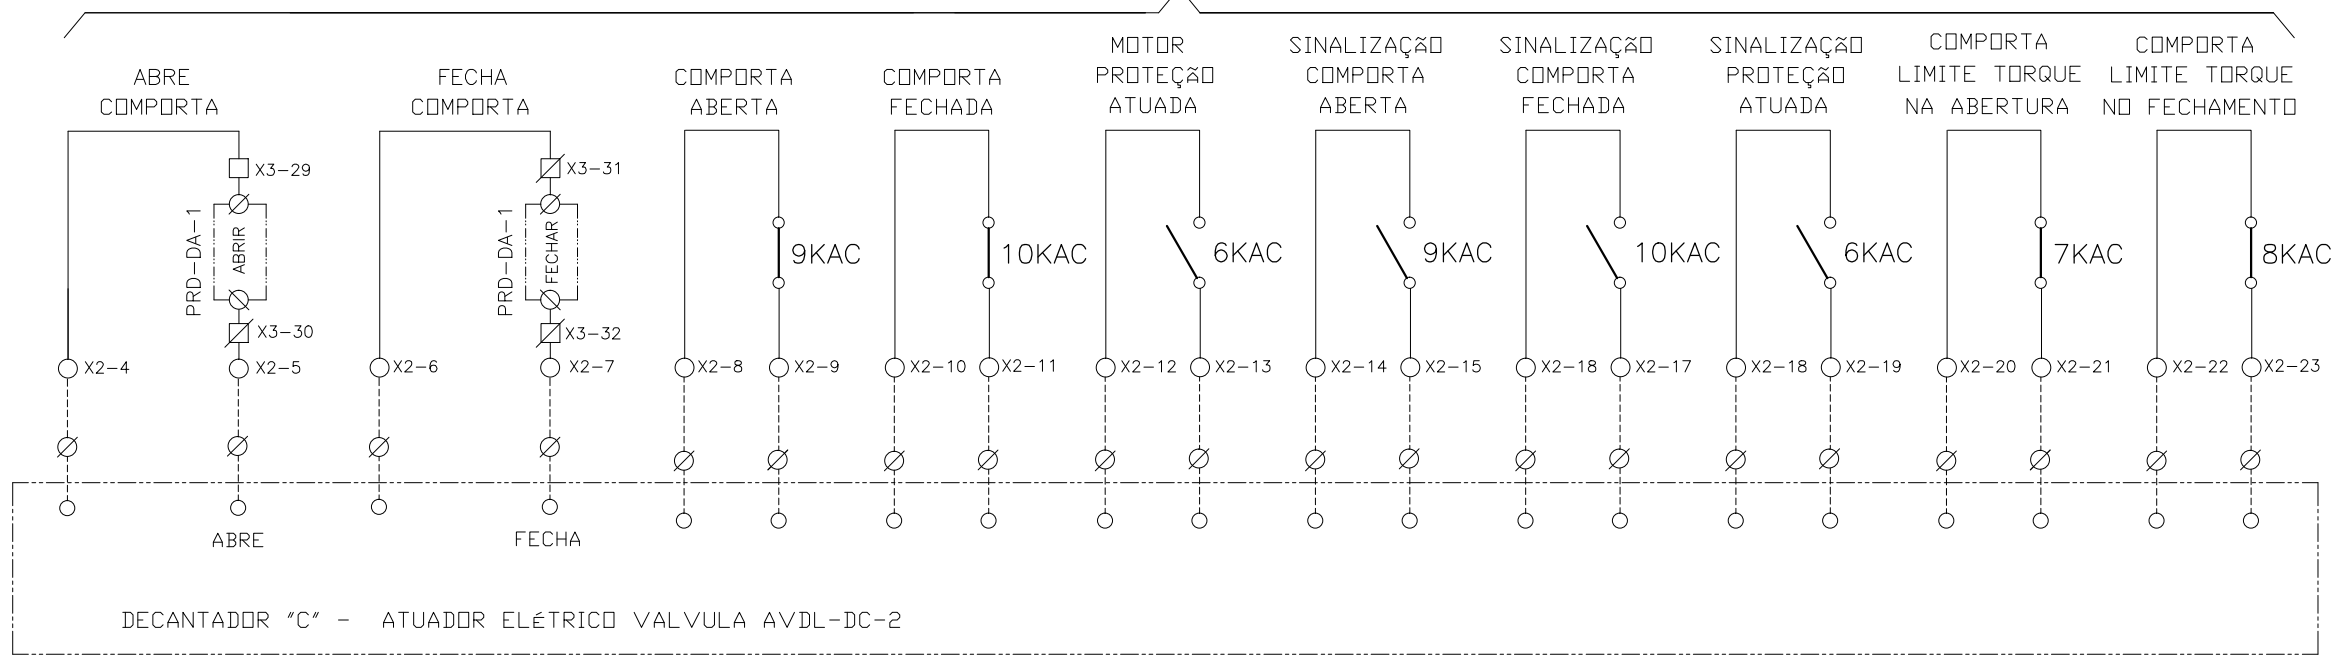 ABRE
COMPORTA
FECHA
COMPORTA
COMPORTA
ABERTA
COMPORTA
FECHADA
MOTOR
PROTEÇÃO
ATUADA
SINALIZAÇÃO
COMPORTA
ABERTA
SINALIZAÇÃO
COMPORTA
FECHADA
SINALIZAÇÃO
PROTEÇÃO
ATUADA
COMPORTA
LIMITE TORQUE
NA ABERTURA
COMPORTA
LIMITE TORQUE
NO FECHAMENTO
X3-29
PRD-DA-1
ABRIR
X3-30
X3-31
PRD-DA-1
FECHAR
X3-32
9KAC
10KAC
6KAC
9KAC
10KAC
6KAC
7KAC
8KAC
X2-4
X2-5
X2-6
X2-7
X2-8
X2-9
X2-10
X2-11
X2-12
X2-13
X2-14
X2-15
X2-18
X2-17
X2-18
X2-19
X2-20
X2-21
X2-22
X2-23
ABRE
FECHA
DECANTADOR "C" - ATUADOR ELÉTRICO VALVULA AVDL-DC-2